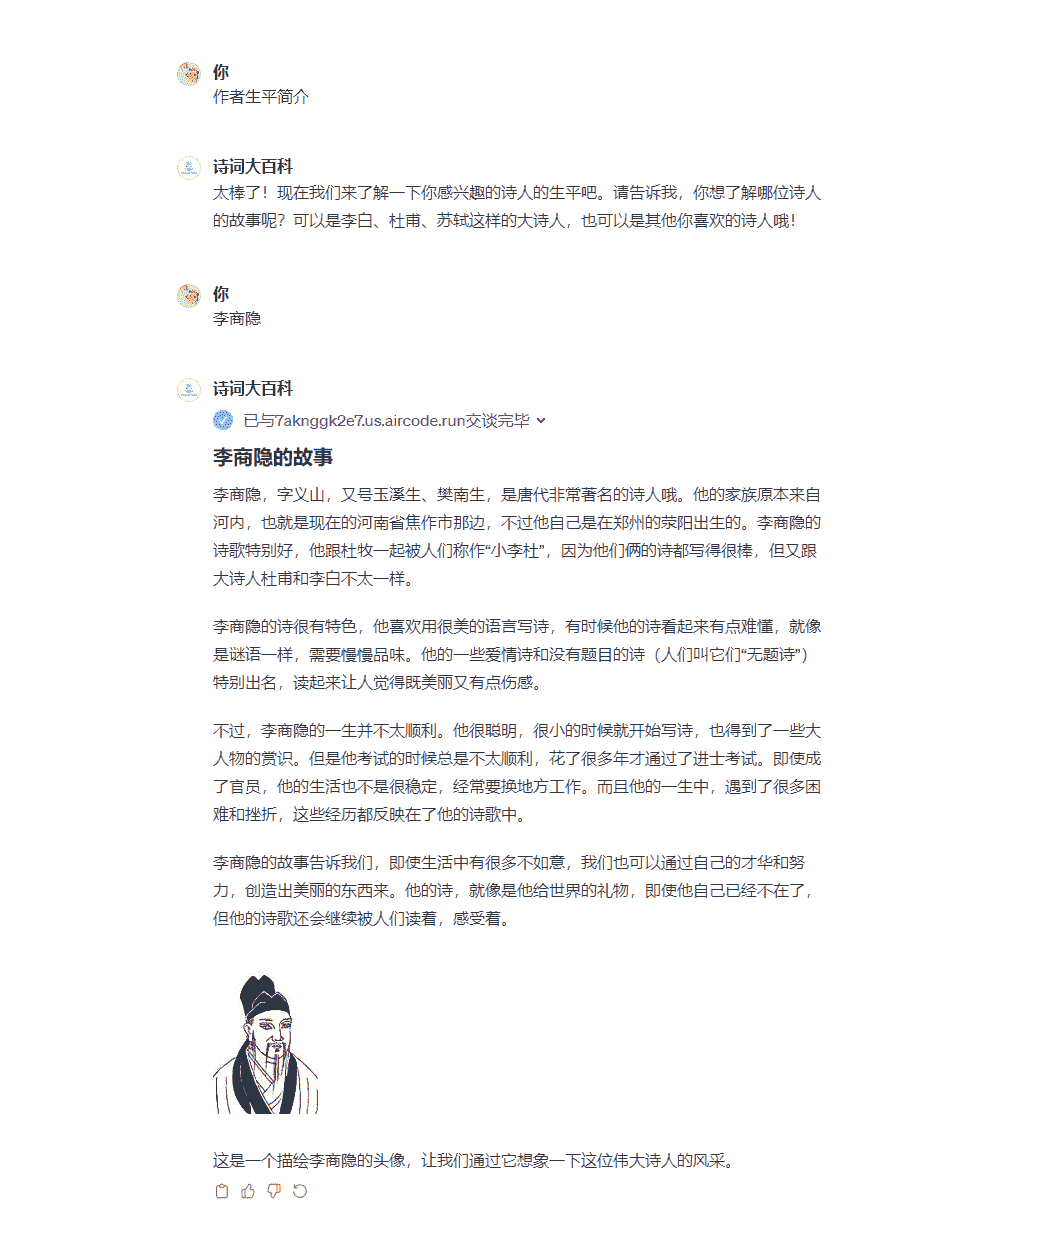 你
作者生平简介
诗词大百科
太棒了！现在我们来了解一下你感兴趣的诗人的生平吧。请告诉我，你想了解哪位诗人
的故事呢？可以是李白、杜甫、苏轼这样的大诗人，也可以是其他你喜欢的诗人哦！
你
李商隐
诗词大百科
已与7aknggk2e7.us.aircode.run交谈完毕
李商隐的故事
李商隐，字义山，又号玉溪生、樊南生，是唐代非常著名的诗人哦。他的家族原本来自
河内，也就是现在的河南省焦作市那边，不过他自己是在郑州的荥阳出生的。李商隐的
诗歌特别好，他跟杜牧一起被人们称作“小李杜”，因为他们俩的诗都写得很棒，但又跟
大诗人杜甫和李白不太一样。
李商隐的诗很有特色，他喜欢用很美的语言写诗，有时候他的诗看起来有点难懂，就像
是谜语一样，需要慢慢品味。他的一些爱情诗和没有题目的诗（人们叫它们“无题诗”）
特别出名，读起来让人觉得既美丽又有点伤感。
不过，李商隐的一生并不太顺利。他很聪明，很小的时候就开始写诗，也得到了一些大
人物的赏识。但是他考试的时候总是不太顺利，花了很多年才通过了进士考试。即使成
了官员，他的生活也不是很稳定，经常要换地方工作。而且他的一生中，遇到了很多困
难和挫折，这些经历都反映在了他的诗歌中。
李商隐的故事告诉我们，即使生活中有很多不如意，我们也可以通过自己的才华和努
力，创造出美丽的东西来。他的诗，就像是他给世界的礼物，即使他自己已经不在了，
但他的诗歌还会继续被人们读着，感受着。
这是一个描绘李商隐的头像，让我们通过它想象一下这位伟大诗人的风采。